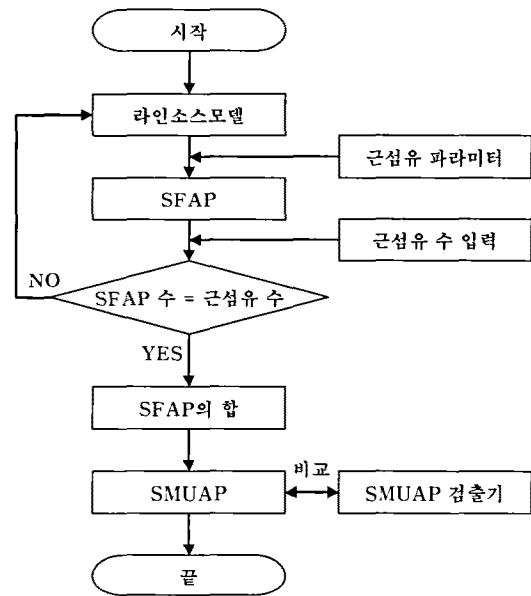 시작
라인소스모델
근섬유 파라미터
SFAP
근섬유 수 입력
NO
SFAP 수 = 근섬유 수
YES
SFAP의 합
비교
SMUAP
SMUAP 검출기
끝